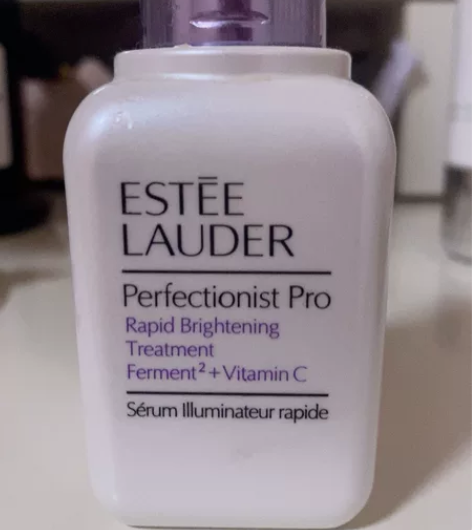 ESTĒE
LAUDER
Perfectionist Pro
Rapid Brightening
Treatment
Ferment²+Vitamin C
Sérum Illuminateur rapide